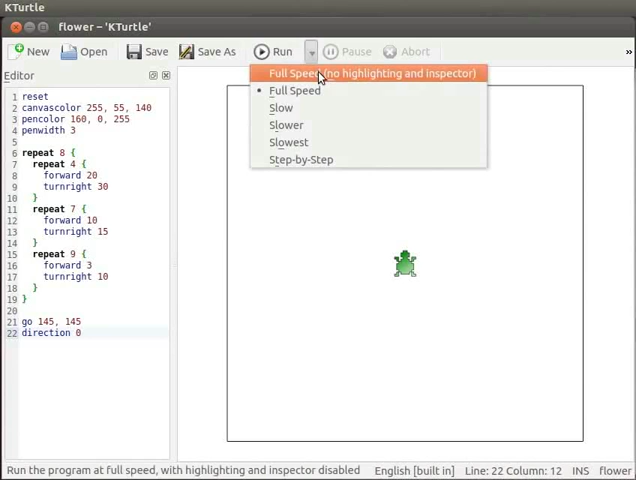 KTurtle
flower – 'KTurtle'
New Open Save Save As Run Pause Abort »
Editor
Full Speed (no highlighting and inspector)
Full Speed
Slow
Slower
Slowest
Step-by-Step
1 reset
2 canvascolor 255, 55, 140
3 pencolor 160, 0, 255
4 penwidth 3
5
6 repeat 8 {
7 repeat 4 {
8 forward 20
9 turnright 30
10 }
11 repeat 7 {
12 forward 10
13 turnright 15
14 }
15 repeat 9 {
16 forward 3
17 turnright 10
18 }
19 }
20
21 go 145, 145
22 direction 0
Run the program at full speed, with highlighting and inspector disabled English [built in] Line: 22 Column: 12 INS flower